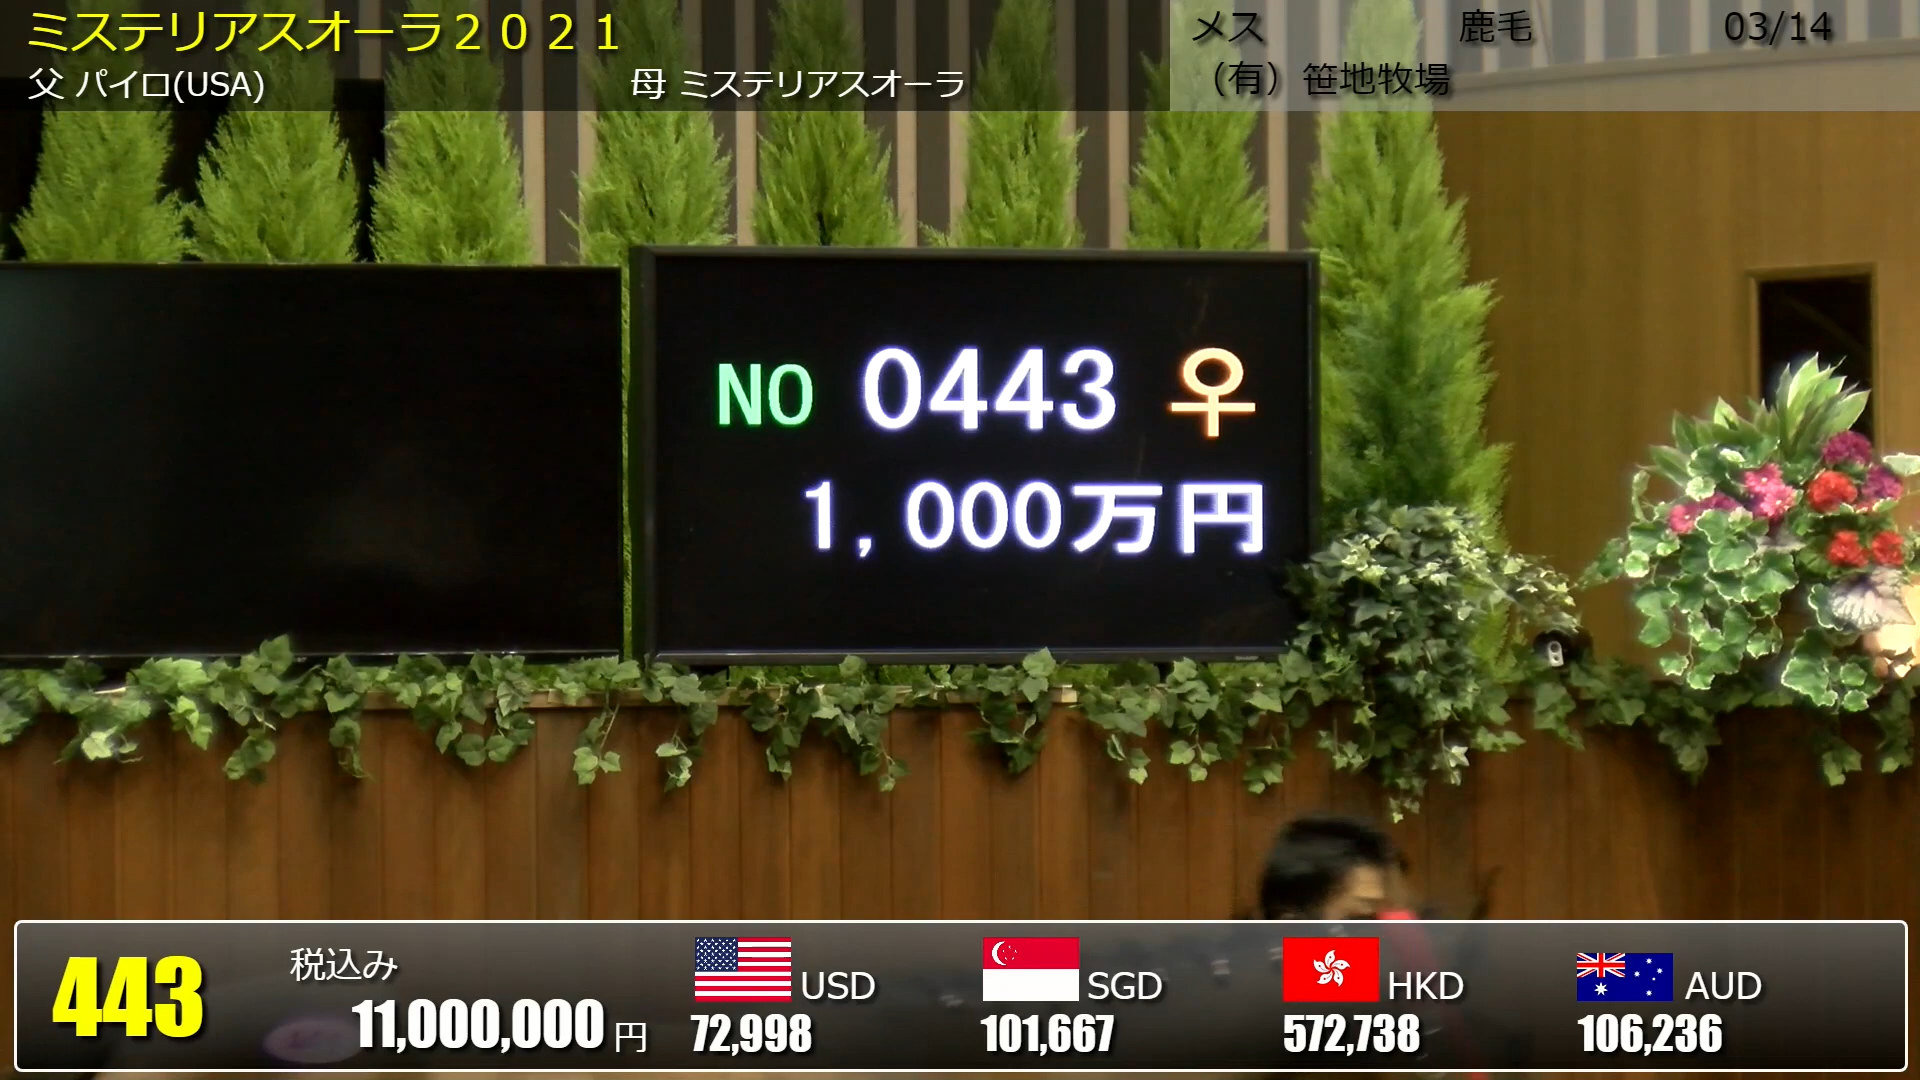 ミステリアスオーラ２０２１
メス 鹿毛 03/14
父 パイロ(USA) 母 ミステリアスオーラ
（有）笹地牧場
NO 0443 ♀
1,000万円
443
税込み
11,000,000 円
USD
72,998
SGD
101,667
HKD
572,738
AUD
106,236